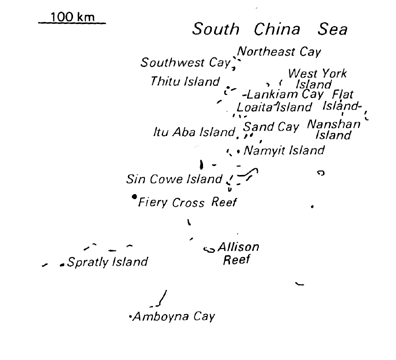 100 km
South China Sea
Northeast Cay
Southwest Cay
West York
Island
Thitu Island
Lankiam Cay
Flat
Island
Loaita Island
Nanshan
Island
Sand Cay
Itu Aba Island
Namyit Island
Sin Cowe Island
Fiery Cross Reef
Allison
Reef
Spratly Island
Amboyna Cay